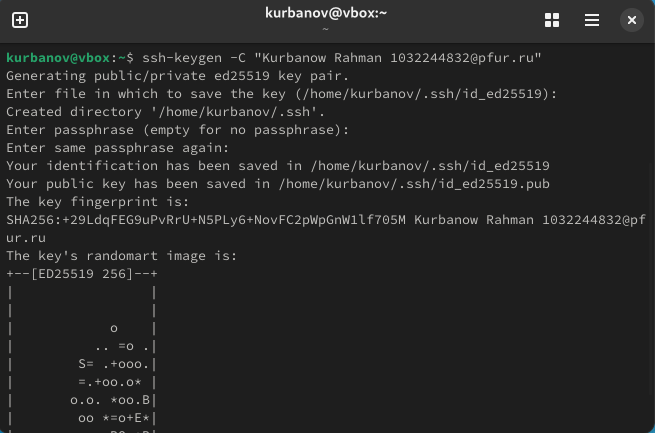 kurbanov@vbox:~
~
kurbanov@vbox:~$ ssh-keygen -C "Kurbanov Rahman 1032244832@pfur.ru"
Generating public/private ed25519 key pair.
Enter file in which to save the key (/home/kurbanov/.ssh/id_ed25519):
Created directory '/home/kurbanov/.ssh'.
Enter passphrase (empty for no passphrase):
Enter same passphrase again:
Your identification has been saved in /home/kurbanov/.ssh/id_ed25519
Your public key has been saved in /home/kurbanov/.ssh/id_ed25519.pub
The key fingerprint is:
SHA256:+29LdqFEG9uPvRrU+N5PLy6+NovFC2pWpGnW1lf705M Kurbanow Rahman 1032244832@pf
ur.ru
The key's randomart image is:
+--[ED25519 256]--+
|                 |
|                 |
|            o    |
|          .. =o .|
|        S= .+ooo.|
|        =.+oo.o* |
|       o.o. *oo.B|
|        oo *=o+E*|